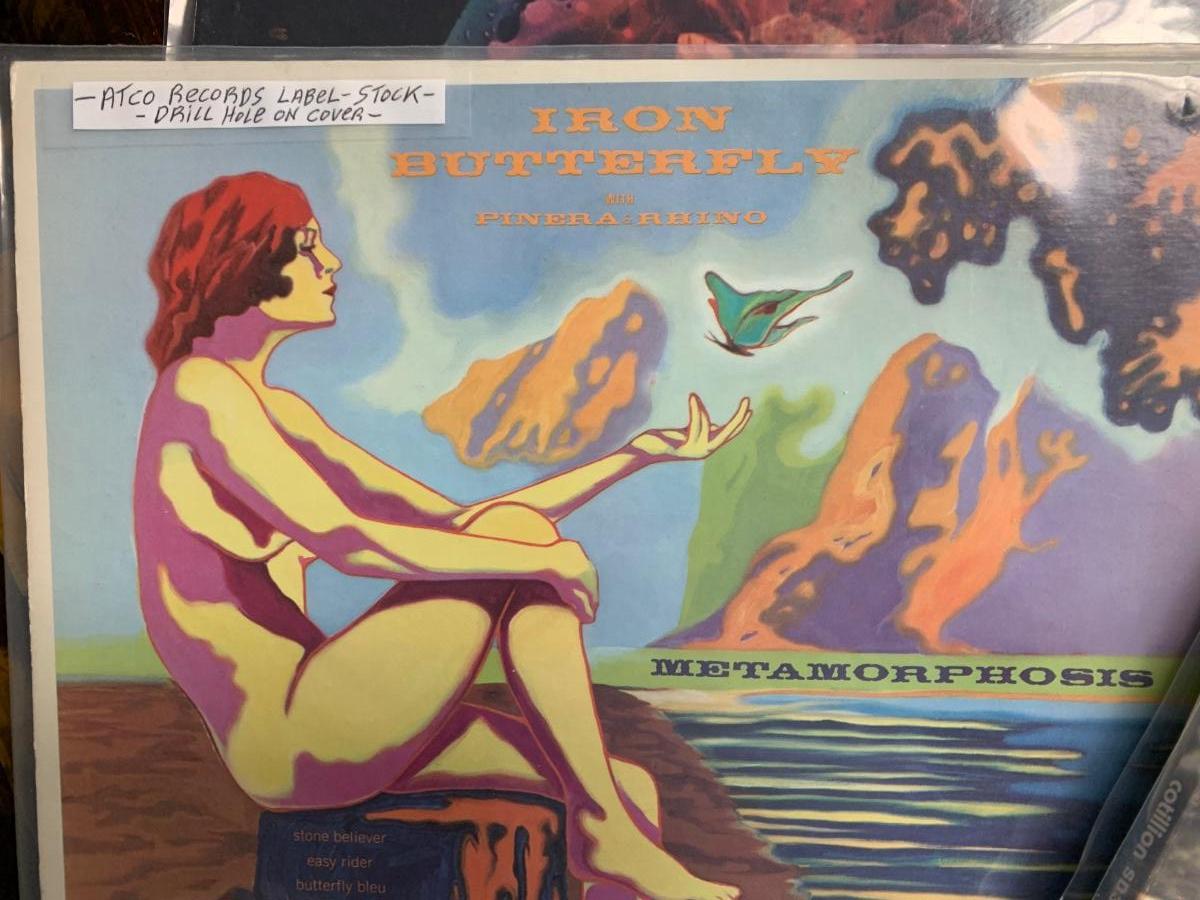 -ATCO RECORDS LABEL-STOCK-
-DRILL HOLE ON COVER-
IRON
BUTTERFLY
WITH
PINERA & RHINO
METAMORPHOSIS
stone believer
easy rider
butterfly bleu
cotillion